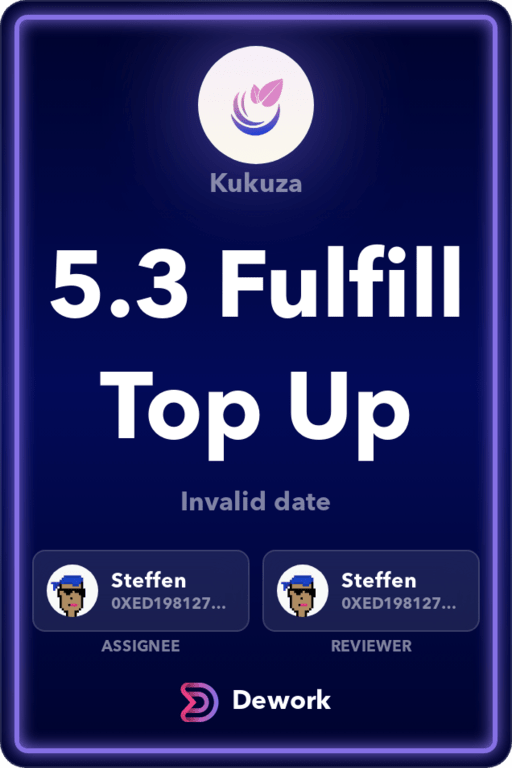 Kukuza
5.3 Fulfill
Top Up
Invalid date
Steffen
0XED198127...
ASSIGNEE
Steffen
0XED198127...
REVIEWER
Dework